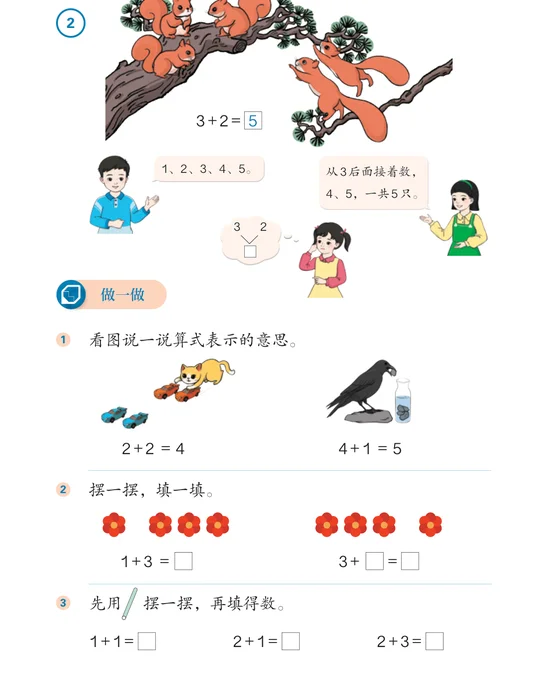 2
3+2=5
1、2、3、4、5。
从3后面接着数，
4、5，一共5只。
3 2
做一做
1 看图说一说算式表示的意思。
2+2=4 4+1=5
2 摆一摆，填一填。
1+3=□ 3+□=□
3 先用 摆一摆，再填得数。
1+1=□ 2+1=□ 2+3=□